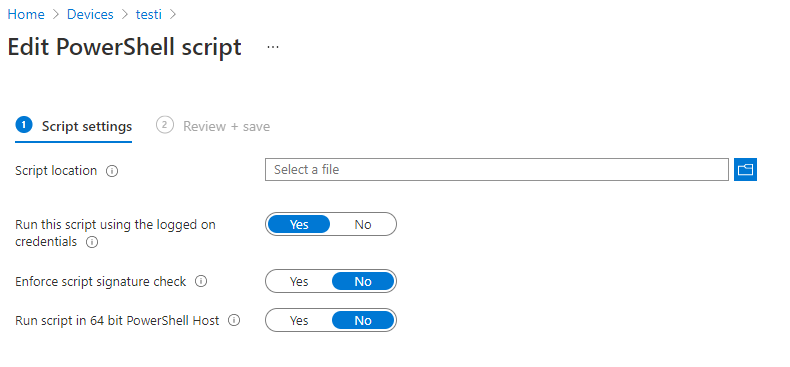 Home > Devices > testi >
Edit PowerShell script ...
1 Script settings 2 Review + save
Script location
Select a file
Run this script using the logged on
credentials
Yes No
Enforce script signature check
Yes No
Run script in 64 bit PowerShell Host
Yes No